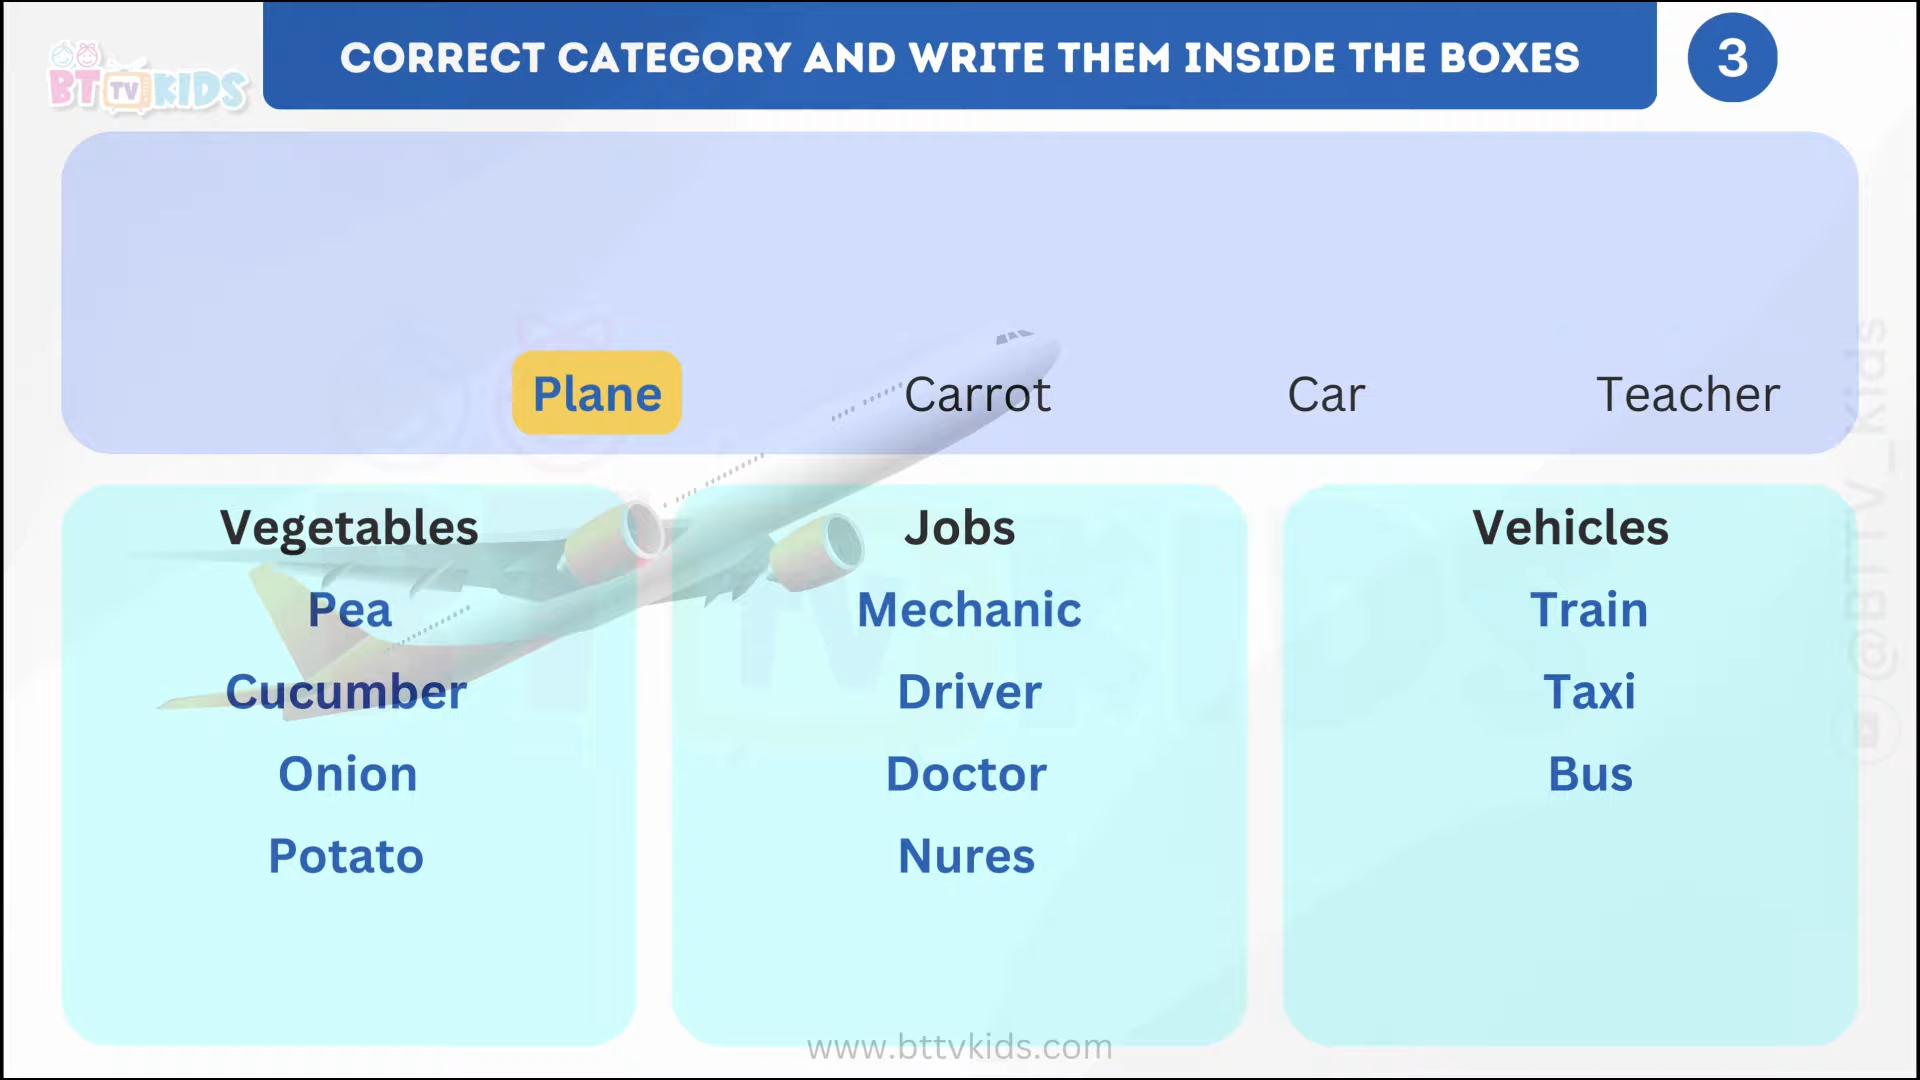 BT TV KIDS
CORRECT CATEGORY AND WRITE THEM INSIDE THE BOXES
3
Plane
Carrot
Car
Teacher
Vegetables
Pea
Cucumber
Onion
Potato
Jobs
Mechanic
Driver
Doctor
Nures
Vehicles
Train
Taxi
Bus
@BTTV_kids
www.bttvkids.com